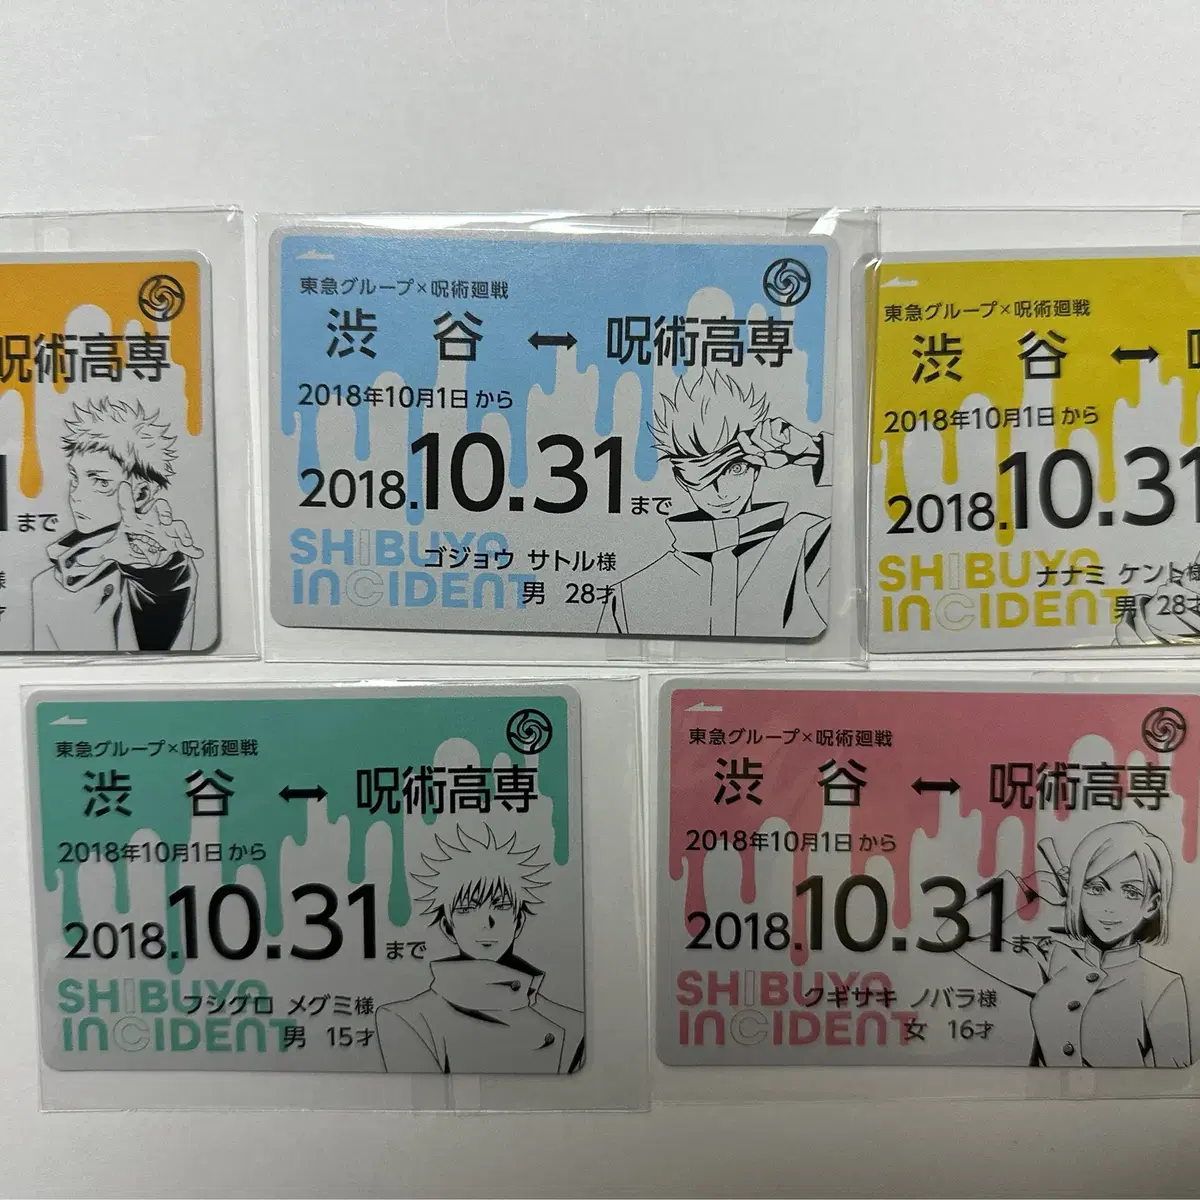 呪術高専
1まで
様
才
東急グループ×呪術廻戦
渋 谷 ↔ 呪術高専
2018年10月1日から
2018.10.31まで
SHIBUYA
INCIDENT
ゴジョウ サトル様
男 28才
東急グループ×呪術廻戦
渋 谷 ↔
2018年10月1日から
2018.10.31
SHIBUYA
INCIDENT
ナナミ ケント様
男 28才
東急グループ×呪術廻戦
渋 谷 ↔ 呪術高専
2018年10月1日から
2018.10.31まで
SHIBUYA
INCIDENT
フシグロ メグミ様
男 15才
東急グループ×呪術廻戦
渋 谷 ↔ 呪術高専
2018年10月1日から
2018.10.31まで
SHIBUYA
INCIDENT
クギサキ ノバラ様
女 16才